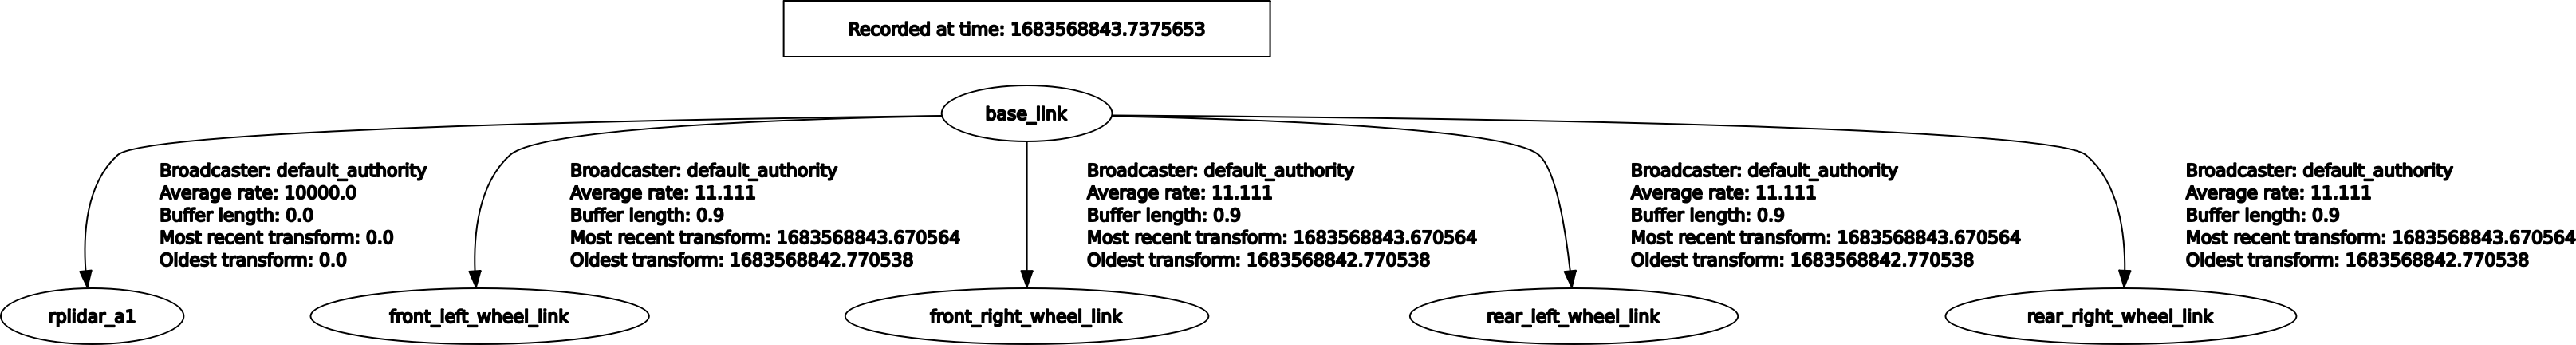 Recorded at time: 1683568843.7375653
base_link
Broadcaster: default_authority
Average rate: 10000.0
Buffer length: 0.0
Most recent transform: 0.0
Oldest transform: 0.0
Broadcaster: default_authority
Average rate: 11.111
Buffer length: 0.9
Most recent transform: 1683568843.670564
Oldest transform: 1683568842.770538
Broadcaster: default_authority
Average rate: 11.111
Buffer length: 0.9
Most recent transform: 1683568843.670564
Oldest transform: 1683568842.770538
Broadcaster: default_authority
Average rate: 11.111
Buffer length: 0.9
Most recent transform: 1683568843.670564
Oldest transform: 1683568842.770538
Broadcaster: default_authority
Average rate: 11.111
Buffer length: 0.9
Most recent transform: 1683568843.670564
Oldest transform: 1683568842.770538
rplidar_a1
front_left_wheel_link
front_right_wheel_link
rear_left_wheel_link
rear_right_wheel_link